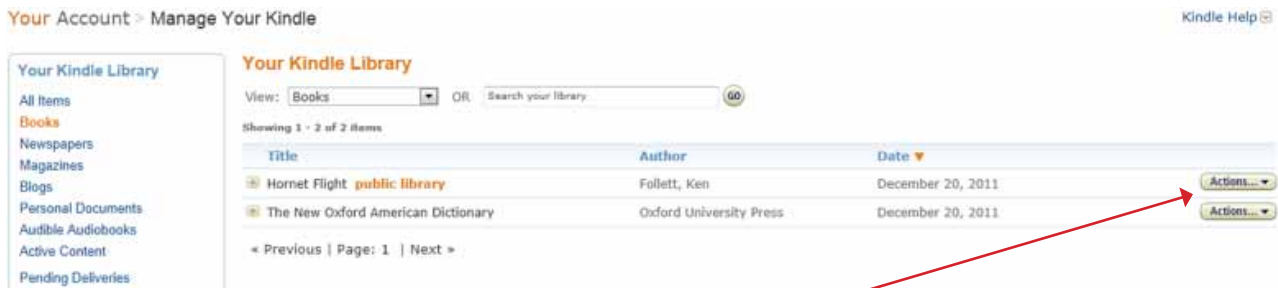 Your Account > Manage Your Kindle
Kindle Help
Your Kindle Library
All Items
Books
Newspapers
Magazines
Blogs
Personal Documents
Audible Audiobooks
Active Content
Pending Deliveries
Your Kindle Library
View: Books OR Search your library GO
Showing 1 - 2 of 2 items
Title Author Date
Hornet Flight public library Follett, Ken December 20, 2011 Actions...
The New Oxford American Dictionary Oxford University Press December 20, 2011 Actions...
« Previous | Page: 1 | Next »